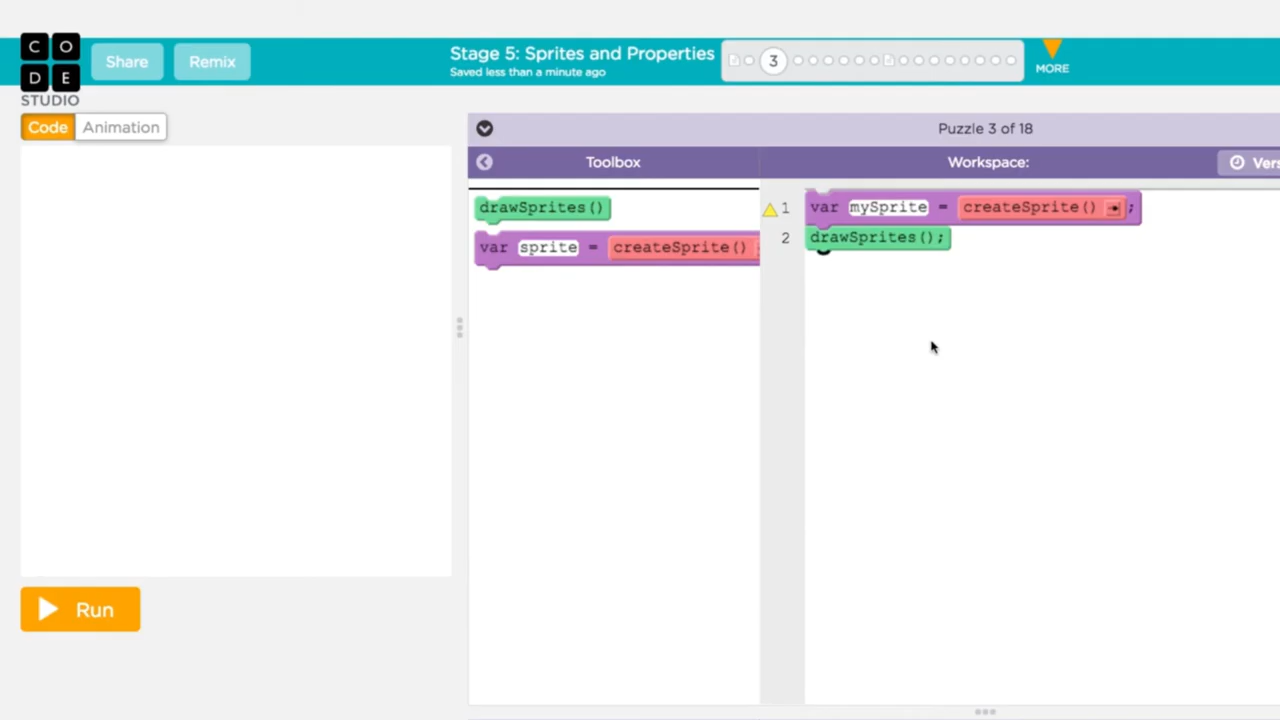 C O
D E
STUDIO
Share
Remix
Stage 5: Sprites and Properties
Saved less than a minute ago
3
MORE
Code
Animation
Puzzle 3 of 18
Toolbox
Workspace:
Vers
drawSprites()
var sprite = createSprite()
1 var mySprite = createSprite() ;
2 drawSprites();
Run